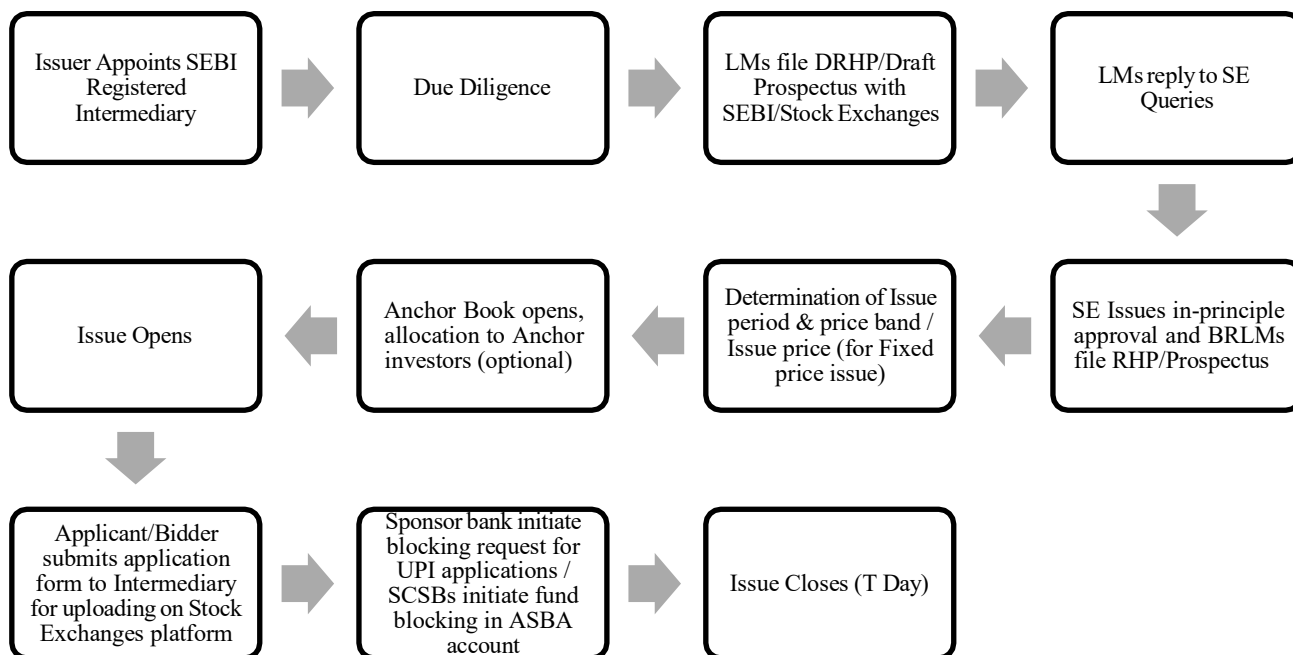 Issuer Appoints SEBI
Registered
Intermediary
Due Diligence
LMs file DRHP/Draft
Prospectus with
SEBI/Stock Exchanges
LMs reply to SE
Queries
SE Issues in-principle
approval and BRLMs
file RHP/Prospectus
Determination of Issue
period & price band /
Issue price (for Fixed
price issue)
Anchor Book opens,
allocation to Anchor
investors (optional)
Issue Opens
Applicant/Bidder
submits application
form to Intermediary
for uploading on Stock
Exchanges platform
Sponsor bank initiate
blocking request for
UPI applications /
SCSBs initiate fund
blocking in ASBA
account
Issue Closes (T Day)